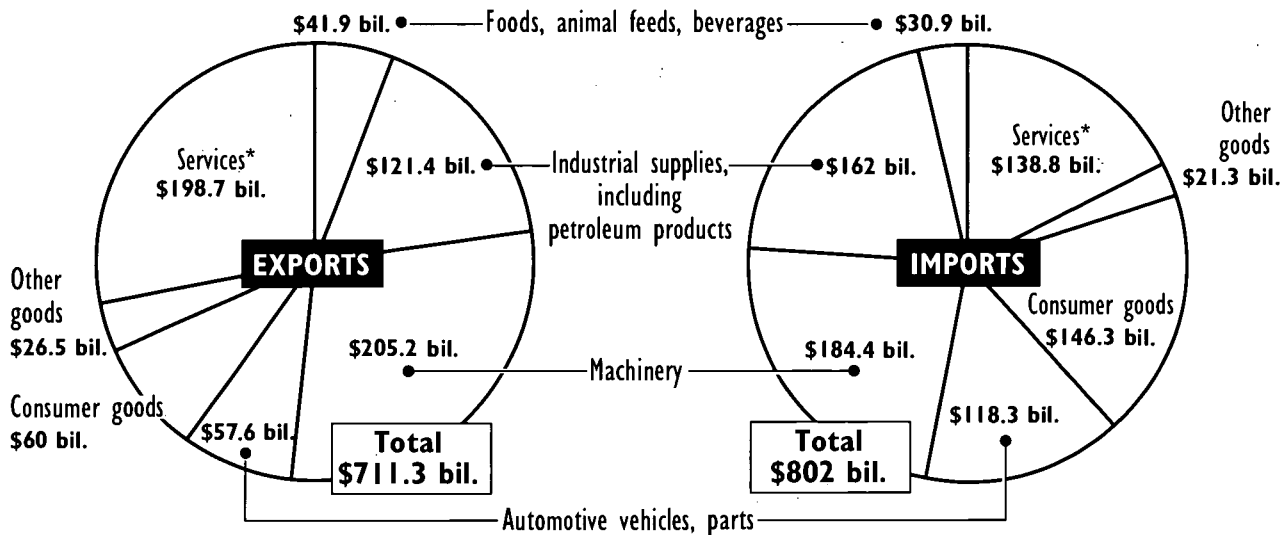 $41.9 bil. Foods, animal feeds, beverages $30.9 bil.
Services*
$198.7 bil.
$121.4 bil.
Industrial supplies,
including
petroleum products
$162 bil.
Services*
$138.8 bil.
Other
goods
$21.3 bil.
EXPORTS
IMPORTS
Other
goods
$26.5 bil.
Consumer goods
$146.3 bil.
$205.2 bil.
Machinery
$184.4 bil.
Consumer goods
$60 bil.
$57.6 bil.
Total
$711.3 bil.
Total
$802 bil.
$118.3 bil.
Automotive vehicles, parts